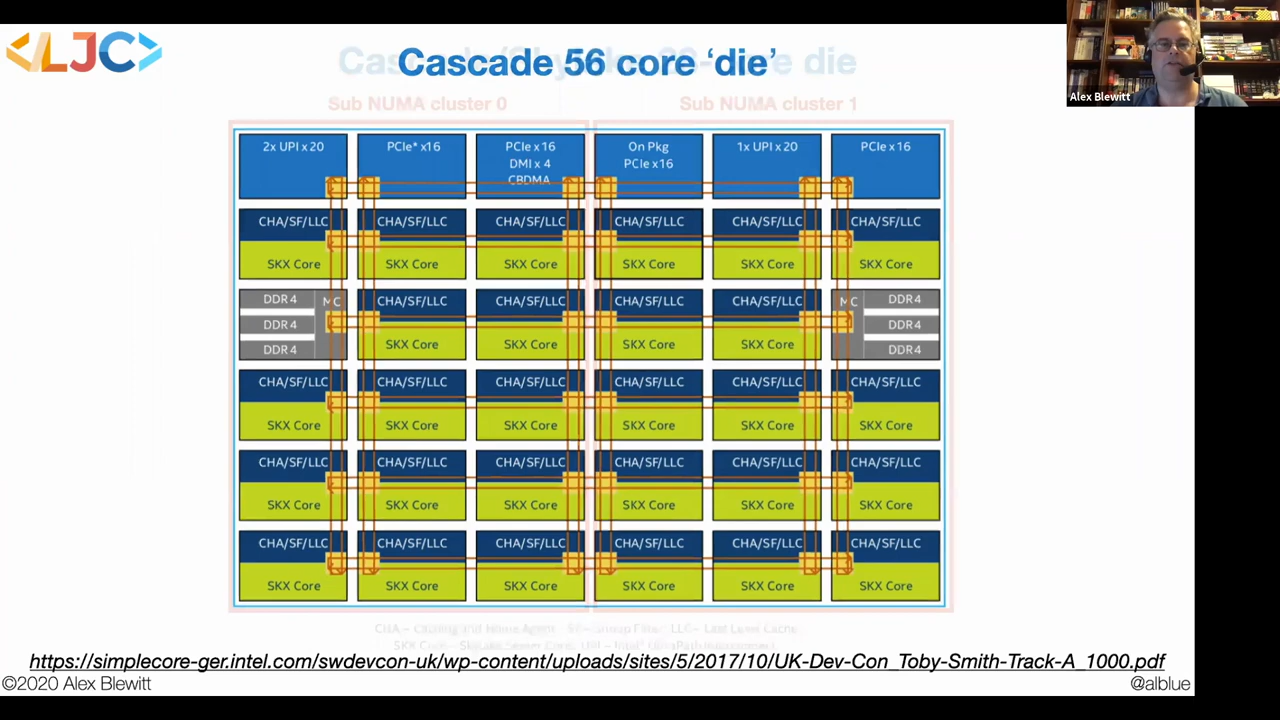 <LJC>
Cascade 56 core ‘die’
Alex Blewitt
Sub NUMA cluster 0 Sub NUMA cluster 1
2x UPI x 20 PCIe* x16 PCIe x 16 On Pkg 1x UPI x 20 PCIe x 16
DMI x 4 PCIe x16
CBDMA
CHA/SF/LLC CHA/SF/LLC CHA/SF/LLC CHA/SF/LLC CHA/SF/LLC CHA/SF/LLC
SKX Core SKX Core SKX Core SKX Core SKX Core SKX Core
DDR4 MC CHA/SF/LLC CHA/SF/LLC CHA/SF/LLC CHA/SF/LLC MC DDR4
DDR4 DDR4
DDR4 SKX Core SKX Core SKX Core SKX Core DDR4
CHA/SF/LLC CHA/SF/LLC CHA/SF/LLC CHA/SF/LLC CHA/SF/LLC CHA/SF/LLC
SKX Core SKX Core SKX Core SKX Core SKX Core SKX Core
CHA/SF/LLC CHA/SF/LLC CHA/SF/LLC CHA/SF/LLC CHA/SF/LLC CHA/SF/LLC
SKX Core SKX Core SKX Core SKX Core SKX Core SKX Core
CHA/SF/LLC CHA/SF/LLC CHA/SF/LLC CHA/SF/LLC CHA/SF/LLC CHA/SF/LLC
SKX Core SKX Core SKX Core SKX Core SKX Core SKX Core
https://simplecore-ger.intel.com/swdevcon-uk/wp-content/uploads/sites/5/2017/10/UK-Dev-Con_Toby-Smith-Track-A_1000.pdf
©2020 Alex Blewitt @alblue